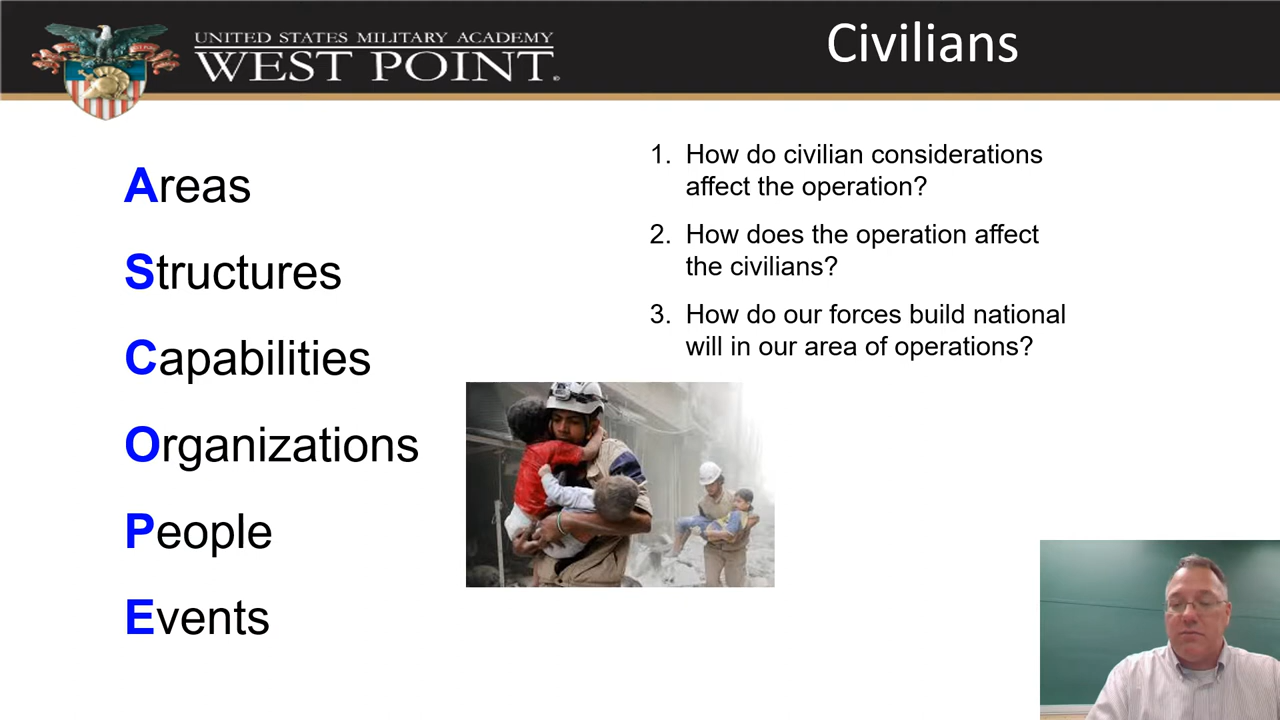 UNITED STATES MILITARY ACADEMY
WEST POINT.
Civilians
Areas
Structures
Capabilities
Organizations
People
Events
1. How do civilian considerations
affect the operation?
2. How does the operation affect
the civilians?
3. How do our forces build national
will in our area of operations?